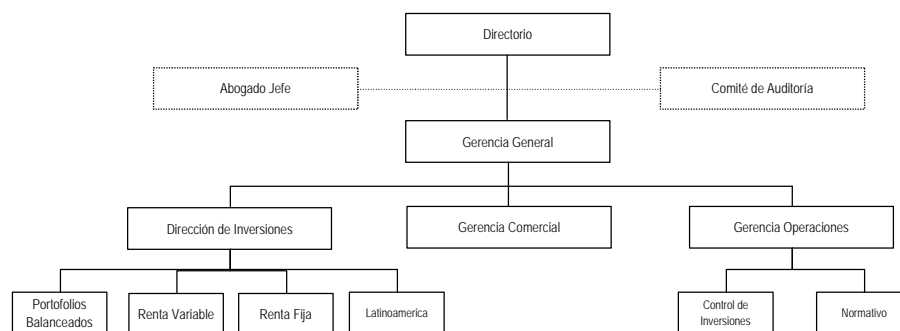 Directorio
Abogado Jefe
Comité de Auditoría
Gerencia General
Dirección de Inversiones
Gerencia Comercial
Gerencia Operaciones
Portofolios
Balanceados
Renta Variable
Renta Fija
Latinoamerica
Control de
Inversiones
Normativo